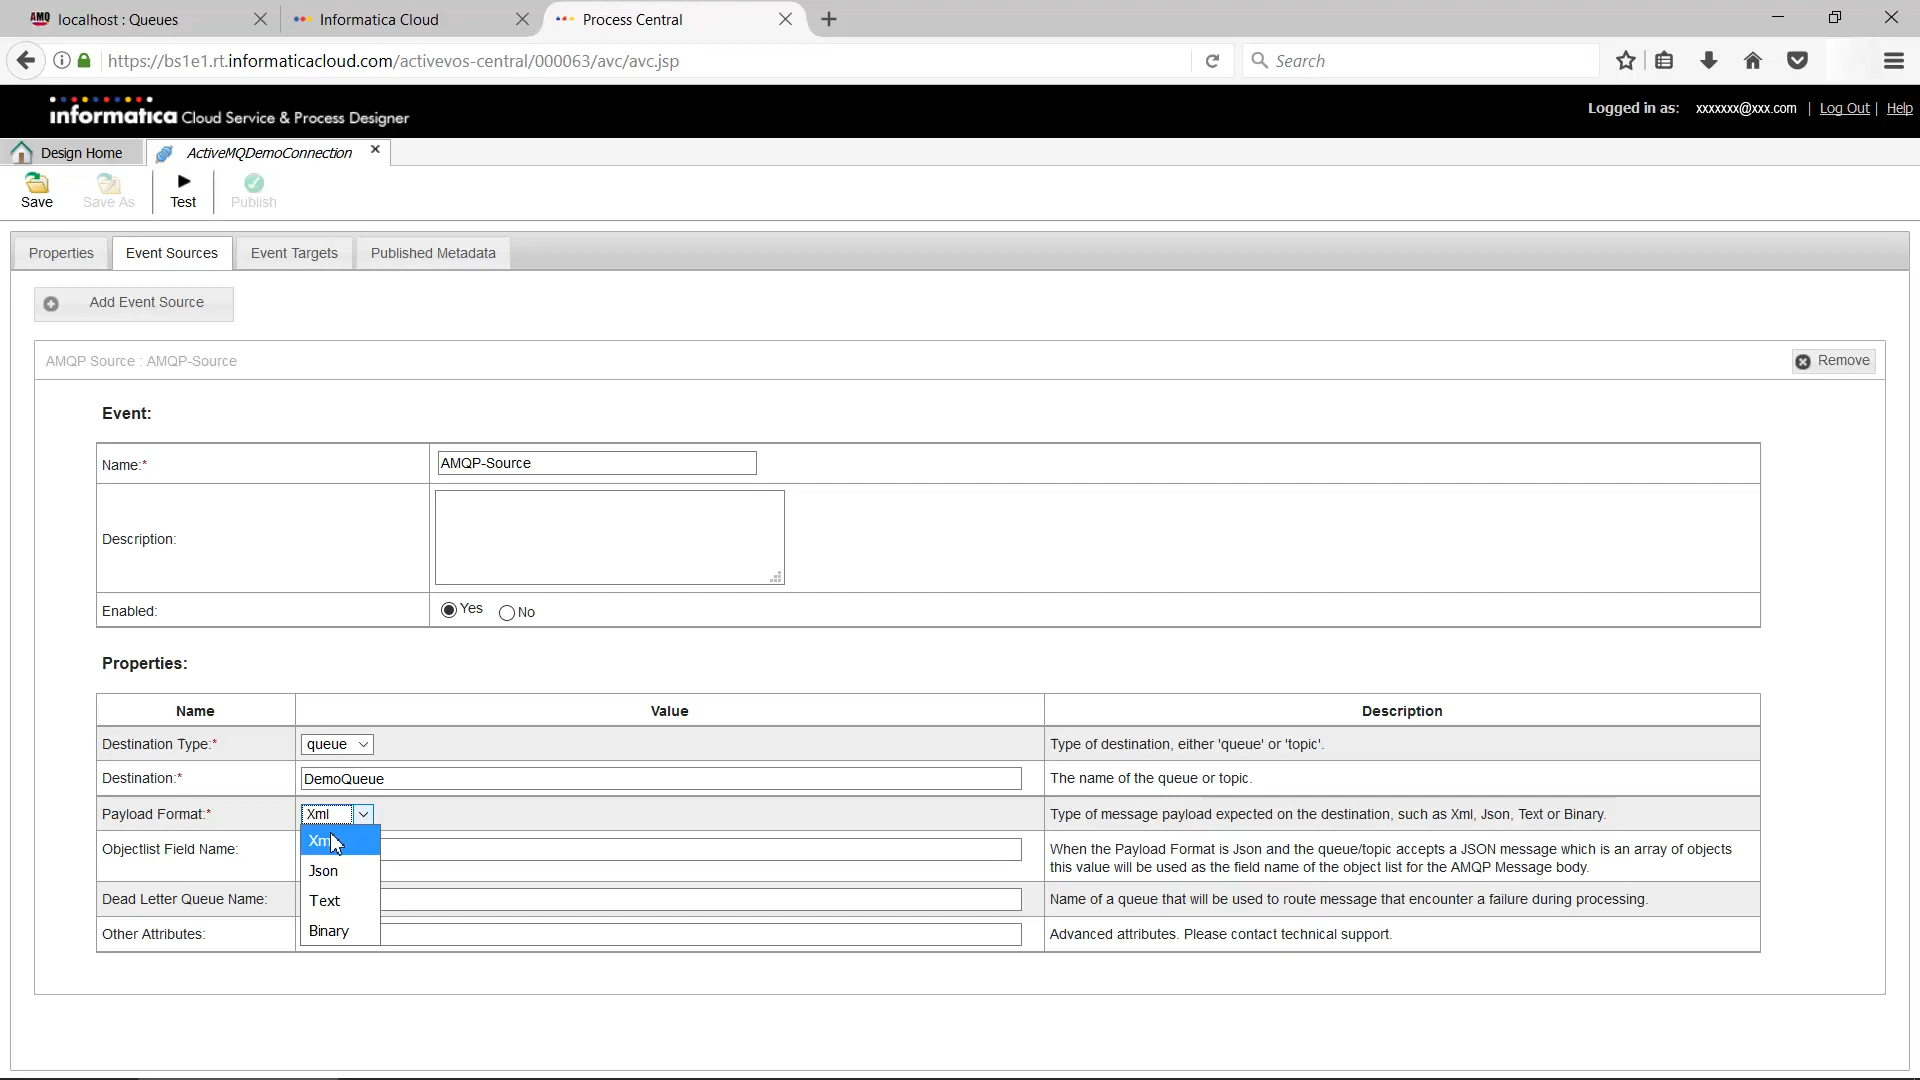 AMQ localhost : Queues
Informatica Cloud
Process Central
https://bs1e1.rt.informaticacloud.com/activevos-central/000063/avc/avc.jsp
Search
informatica Cloud Service & Process Designer
Logged in as: xxxxxxx@xxx.com | Log Out | Help
Design Home
ActiveMQDemoConnection
Save
Save As
Test
Publish
Properties
Event Sources
Event Targets
Published Metadata
Add Event Source
AMQP Source : AMQP-Source
Remove
Event:
Name:*
AMQP-Source
Description:
Enabled:
Yes
No
Properties:
Name
Value
Description
Destination Type:*
queue
Type of destination, either 'queue' or 'topic'.
Destination:*
DemoQueue
The name of the queue or topic.
Payload Format:*
Xml
Type of message payload expected on the destination, such as Xml, Json, Text or Binary.
Xml
Json
Text
Binary
Objectlist Field Name:
When the Payload Format is Json and the queue/topic accepts a JSON message which is an array of objects
this value will be used as the field name of the object list for the AMQP Message body.
Dead Letter Queue Name:
Name of a queue that will be used to route message that encounter a failure during processing.
Other Attributes:
Advanced attributes. Please contact technical support.